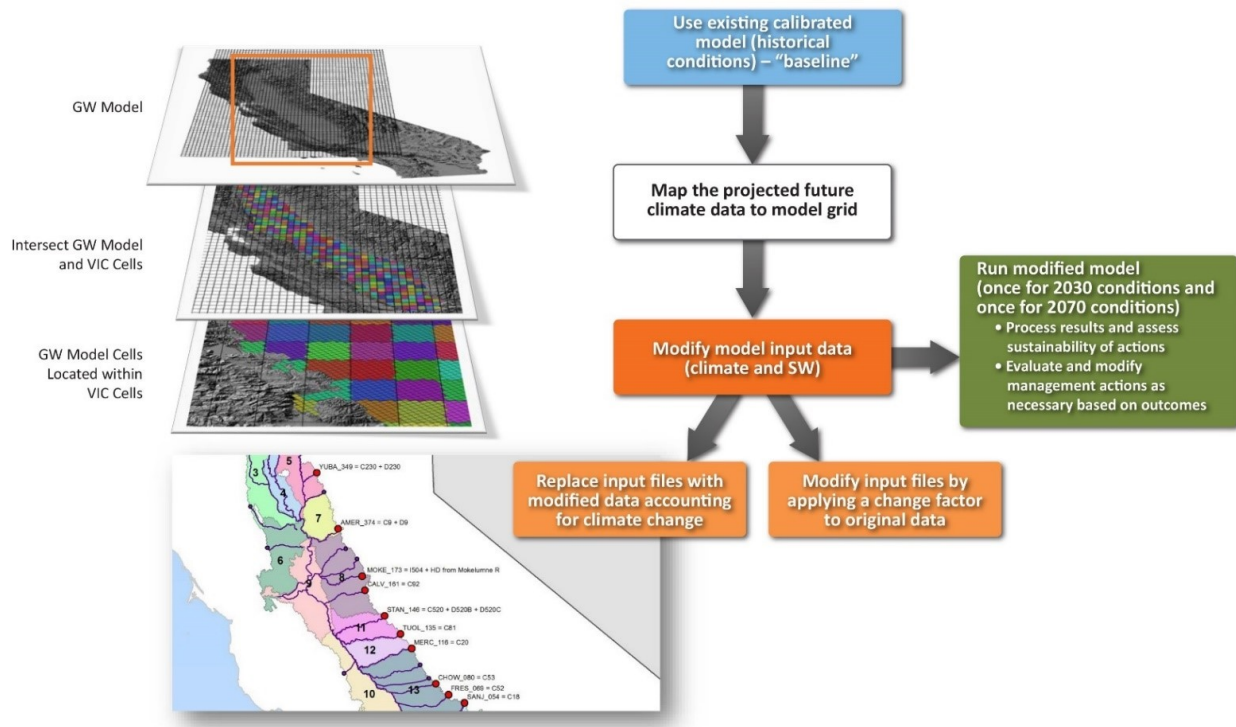 GW Model
Intersect GW Model
and VIC Cells
GW Model Cells
Located within
VIC Cells
Use existing calibrated
model (historical
conditions) – “baseline”
Map the projected future
climate data to model grid
Modify model input data
(climate and SW)
Run modified model
(once for 2030 conditions and
once for 2070 conditions)
• Process results and assess
sustainability of actions
• Evaluate and modify
management actions as
necessary based on outcomes
Replace input files with
modified data accounting
for climate change
Modify input files by
applying a change factor
to original data
3
5
YUBA_349 = C230 + D230
4
7
AMER_374 = C9 + D9
6
9
8
MOKE_173 = I504 + HD from Mokelumne R
CALV_161 = C92
STAN_146 = C520 + D520B + D520C
11
TUOL_135 = C81
12
MERC_116 = C20
10
13
CHOW_080 = C53
FRES_069 = C52
SANJ_054 = C18